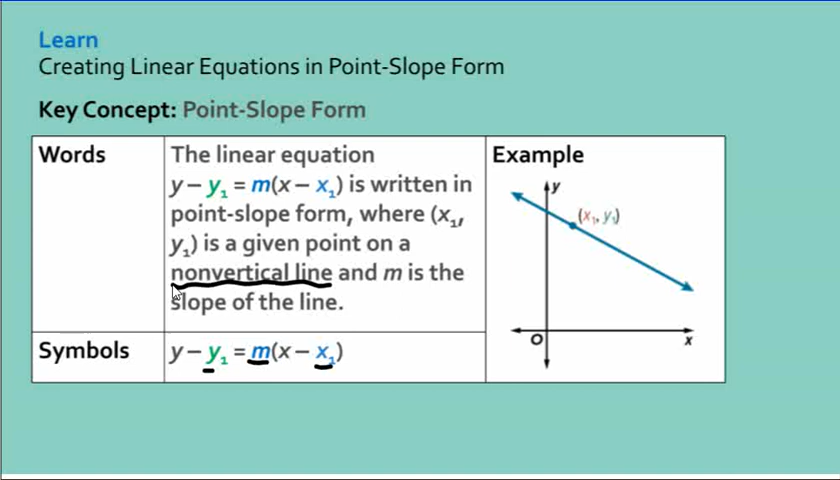 Learn
Creating Linear Equations in Point-Slope Form
Key Concept: Point-Slope Form
Words
The linear equation
y − y₁ = m(x − x₁) is written in
point-slope form, where (x₁,
y₁) is a given point on a
nonvertical line and m is the
slope of the line.
Example
y
(x₁, y₁)
O
x
Symbols
y − y₁ = m(x − x₁)